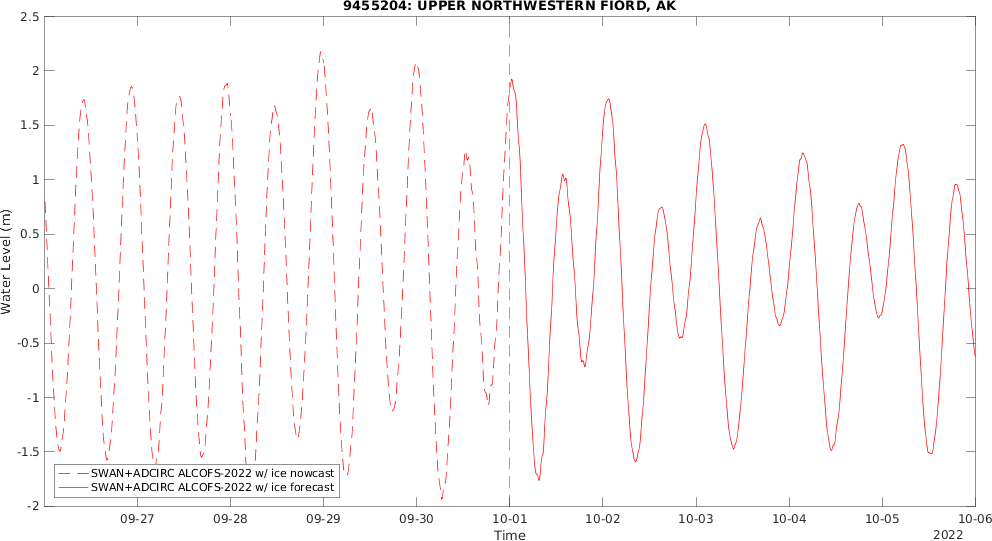 9455204: UPPER NORTHWESTERN FIORD, AK
2.5
2
1.5
1
0.5
0
-0.5
-1
-1.5
-2
Water Level (m)
SWAN+ADCIRC ALCOFS-2022 w/ ice nowcast
SWAN+ADCIRC ALCOFS-2022 w/ ice forecast
09-27 09-28 09-29 09-30 10-01 10-02 10-03 10-04 10-05 10-06
Time
2022